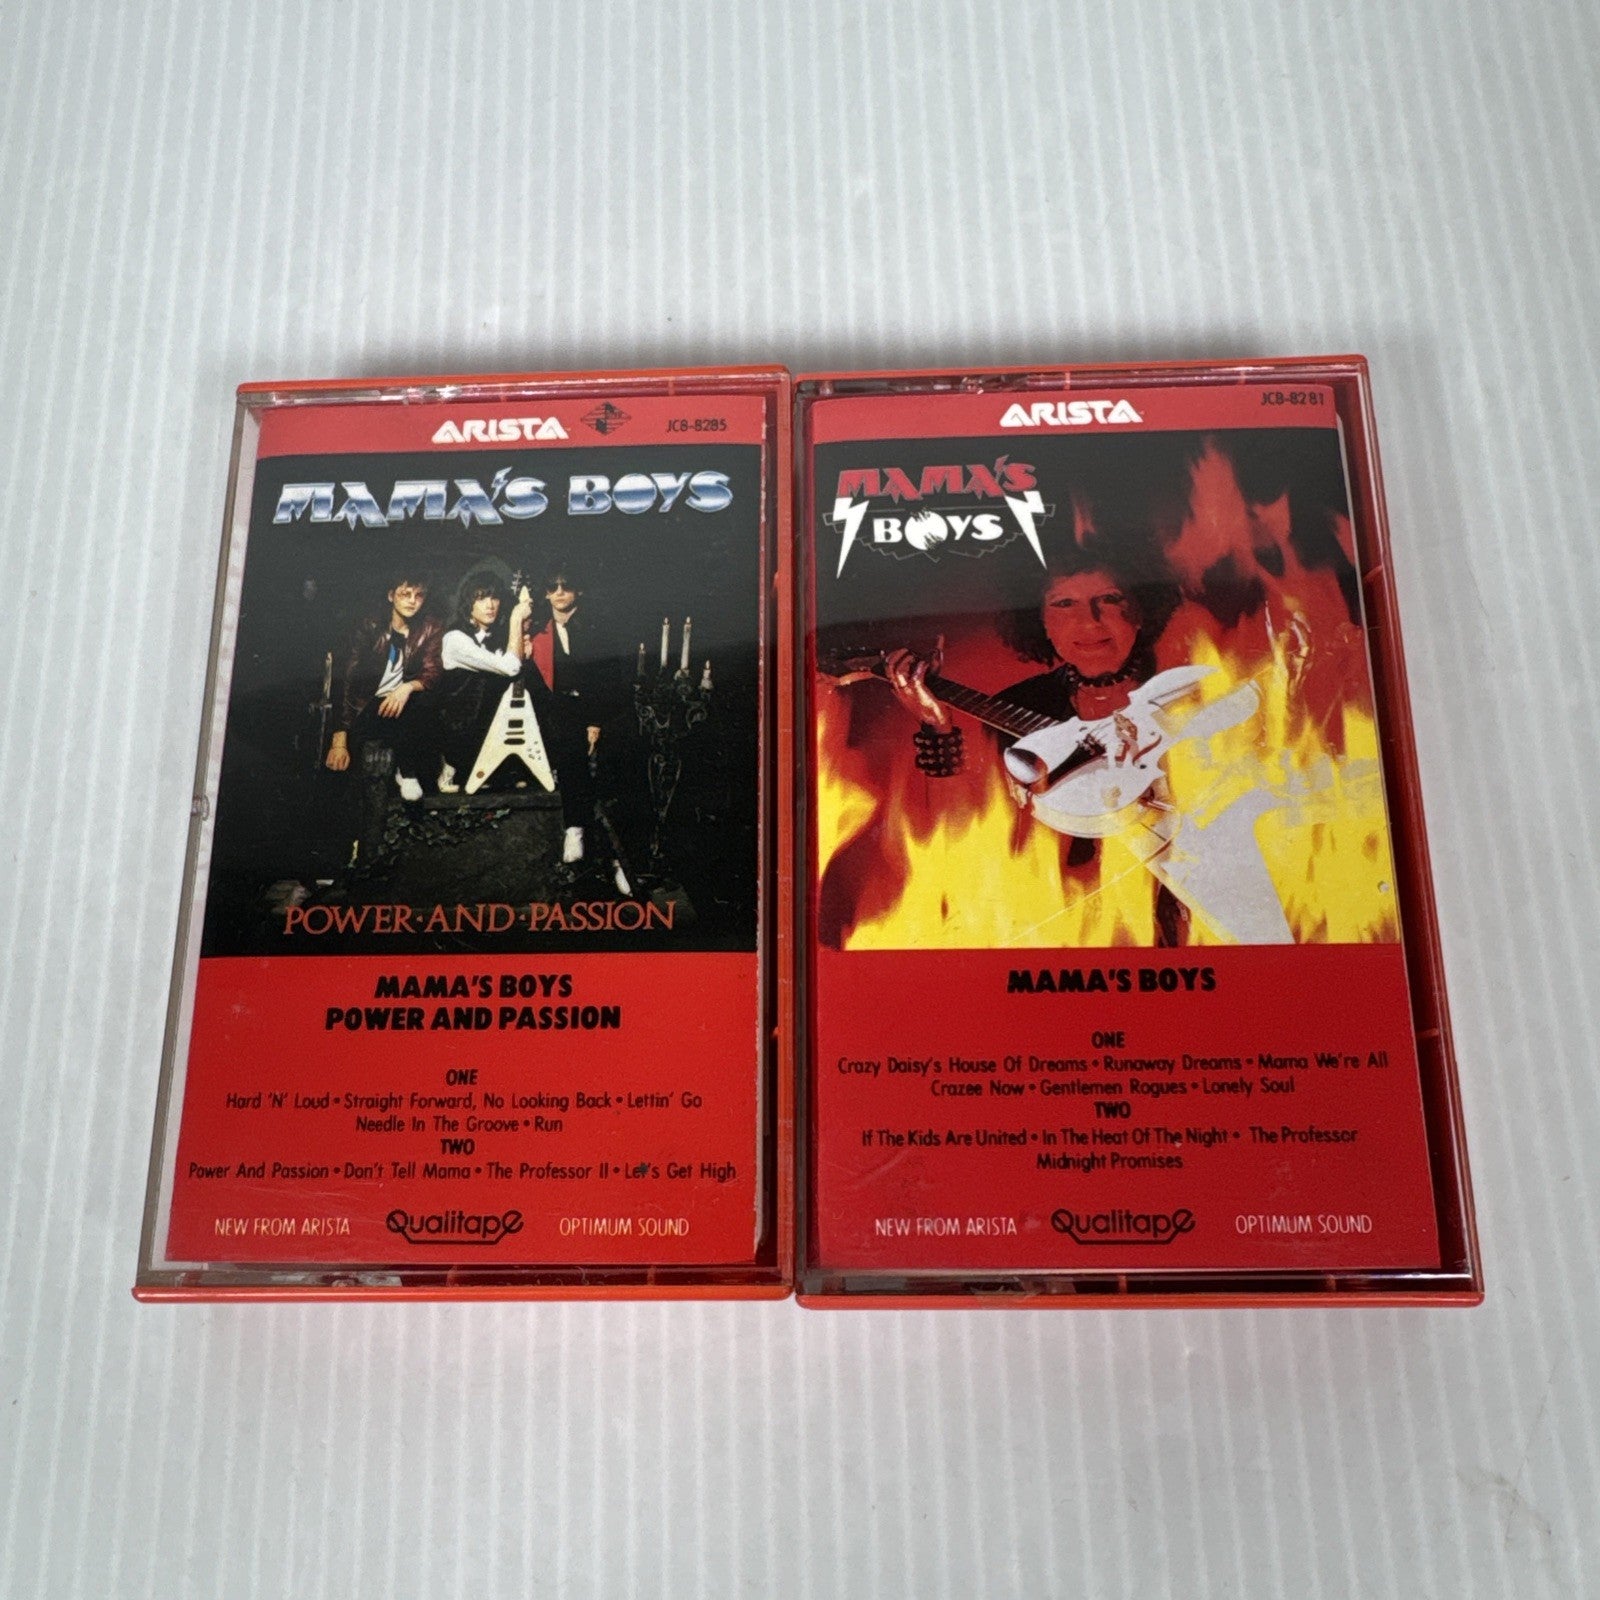 ARISTA
JCB-8285
MAMA'S BOYS
POWER·AND·PASSION
MAMA'S BOYS
POWER AND PASSION
ONE
Hard 'N' Loud • Straight Forward, No Looking Back • Lettin' Go
Needle In The Groove • Run
TWO
Power And Passion • Don't Tell Mama • The Professor II • Let's Get High
NEW FROM ARISTA Qualitape OPTIMUM SOUND
ARISTA
JCB-8281
MAMA'S
BOYS
MAMA'S BOYS
ONE
Crazy Daisy's House Of Dreams • Runaway Dreams • Mama We're All
Crazee Now • Gentlemen Rogues • Lonely Soul
TWO
If The Kids Are United • In The Heat Of The Night • The Professor
Midnight Promises
NEW FROM ARISTA Qualitape OPTIMUM SOUND